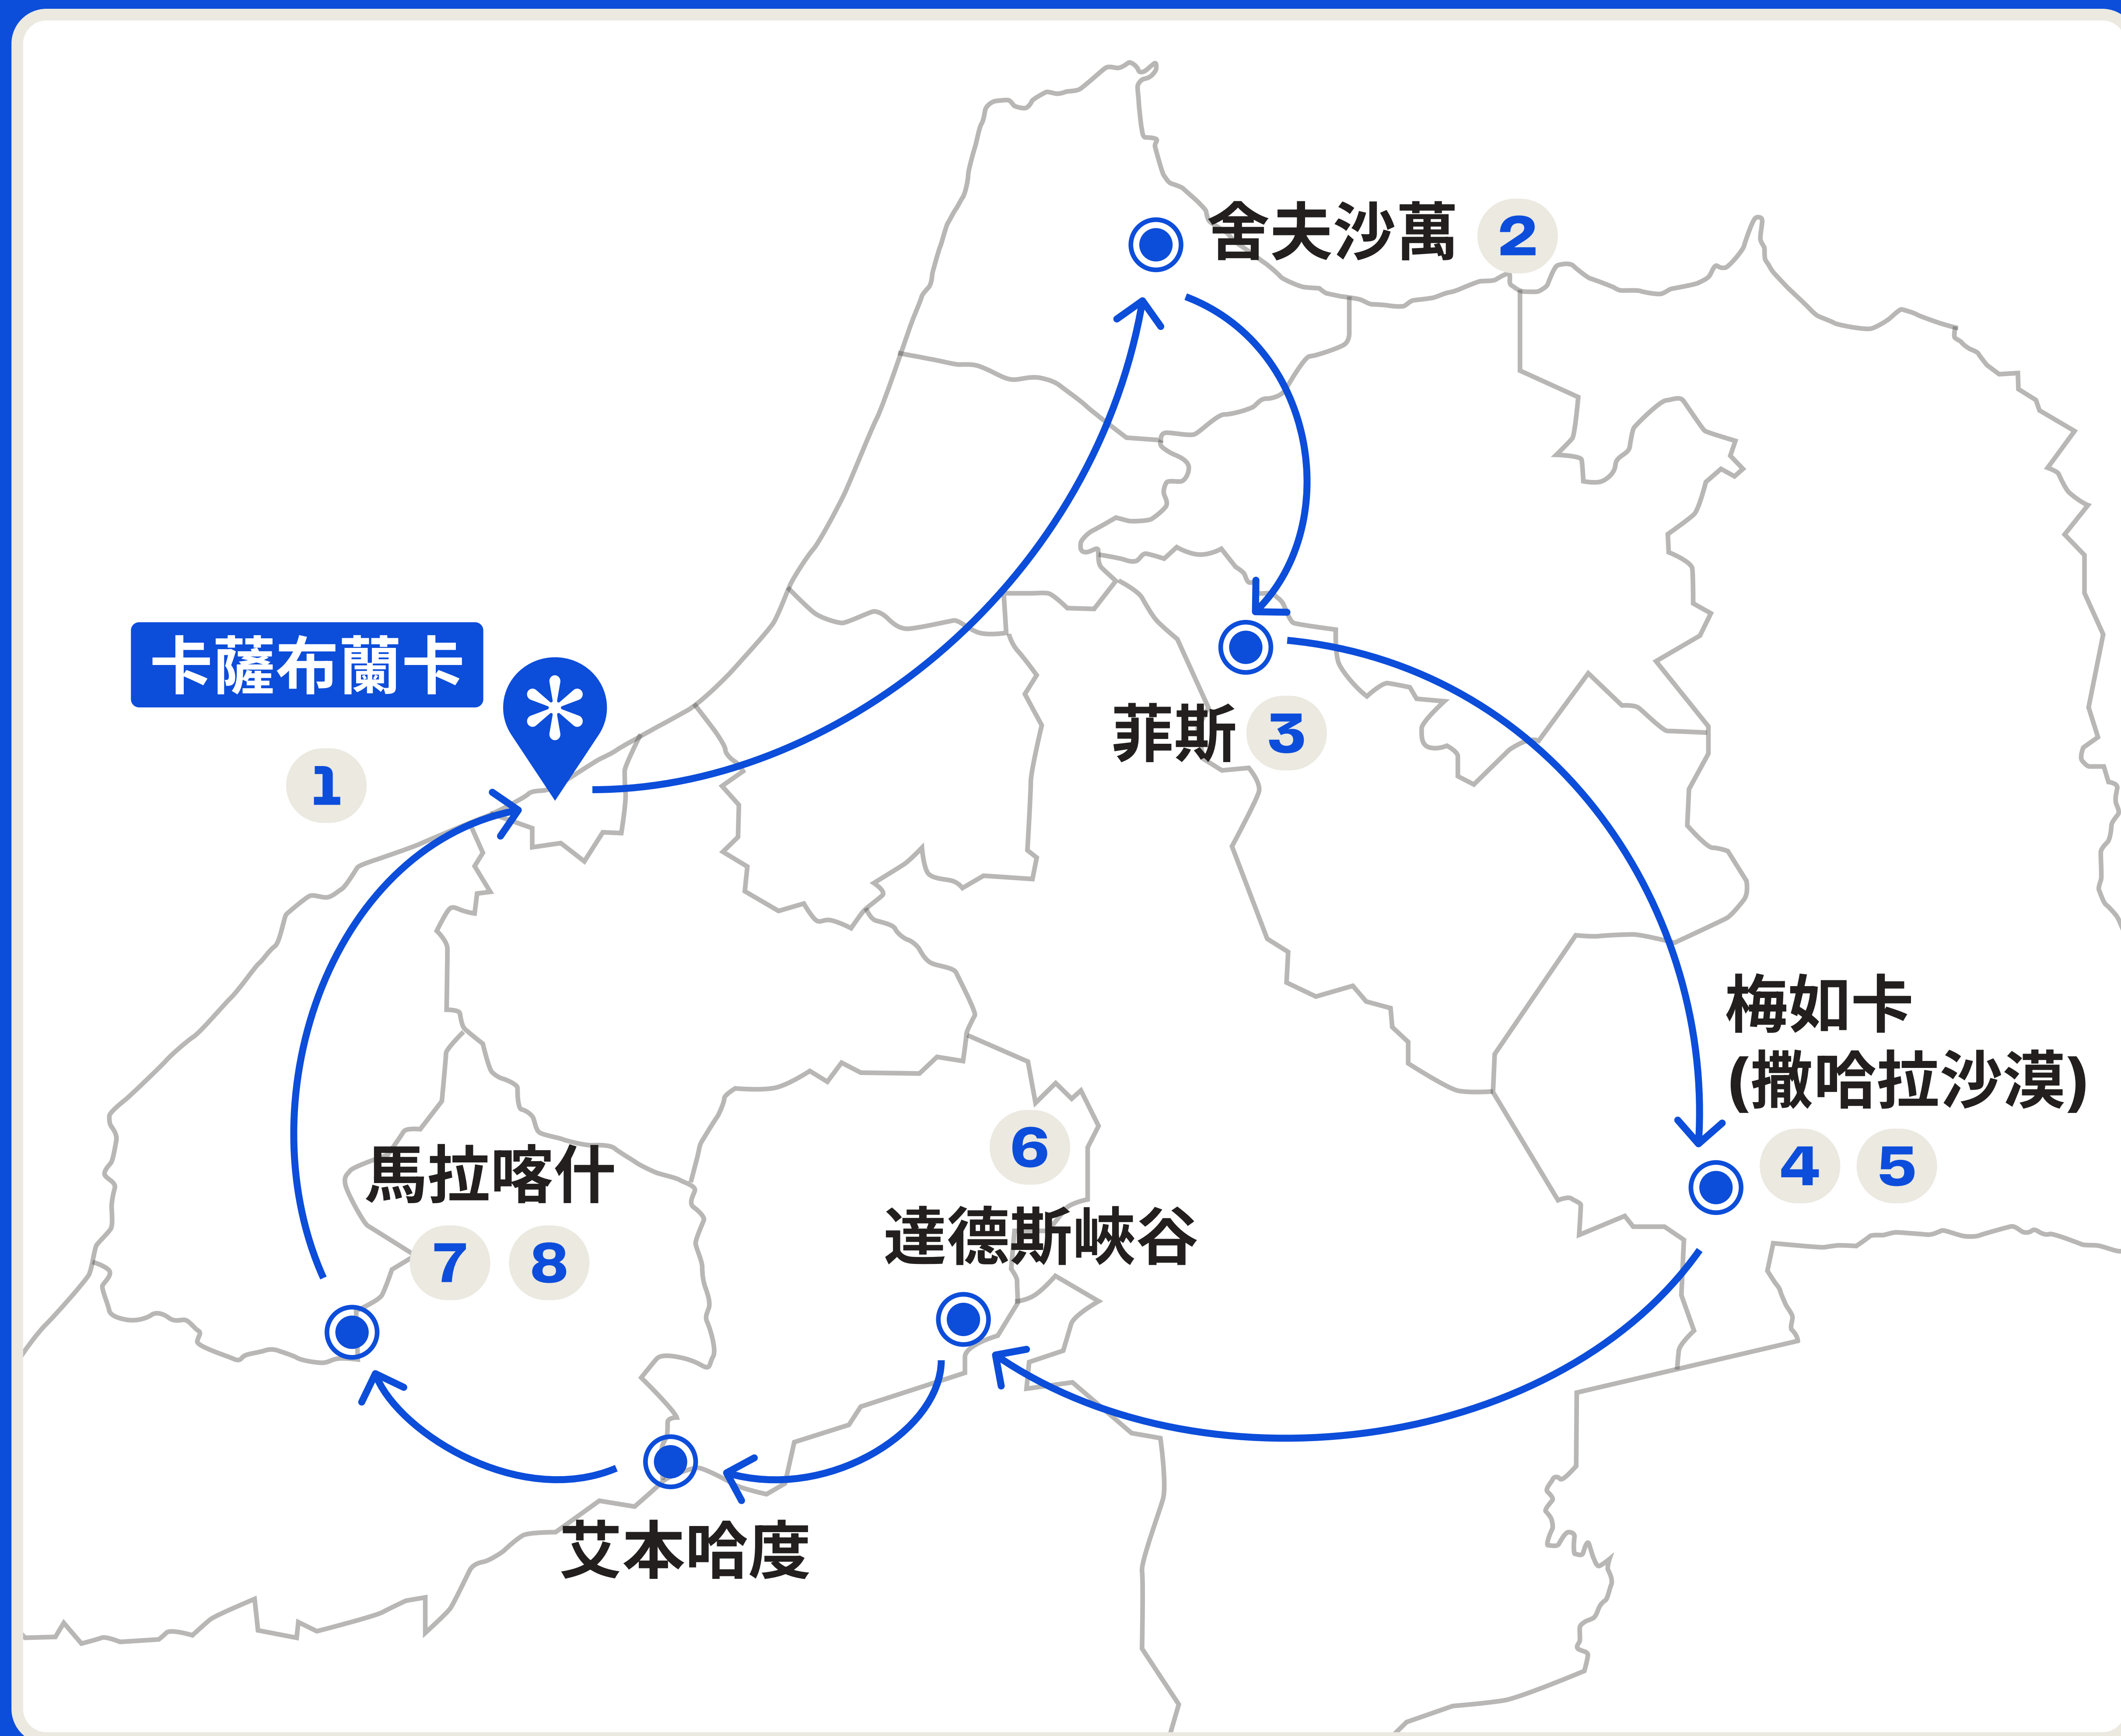 舍夫沙萬 2
卡薩布蘭卡
1
菲斯 3
梅如卡
(撒哈拉沙漠)
4 5
6
達德斯峽谷
馬拉喀什
7 8
艾本哈度